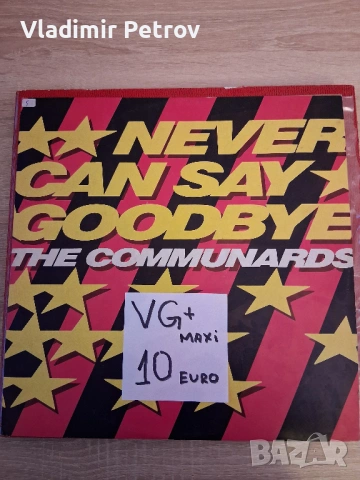 Vladimir Petrov
NEVER
CAN SAY
GOODBYE
THE COMMUNARDS
VG+
MAXi
10 EURO
BAZAR